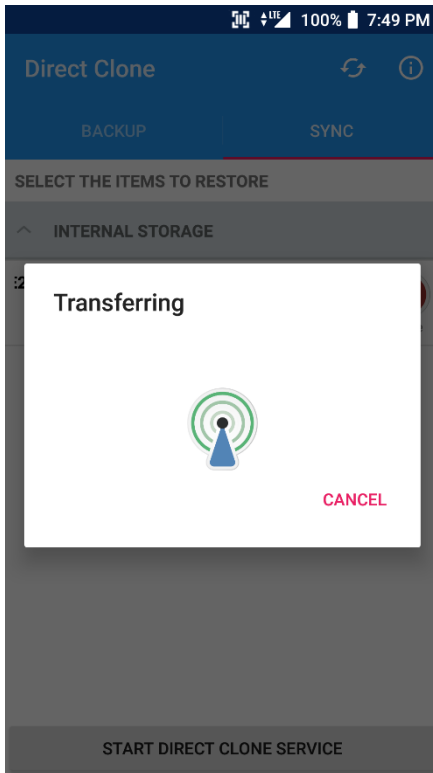 LTE 100% 7:49 PM
Direct Clone
BACKUP SYNC
SELECT THE ITEMS TO RESTORE
INTERNAL STORAGE
Transferring
CANCEL
START DIRECT CLONE SERVICE